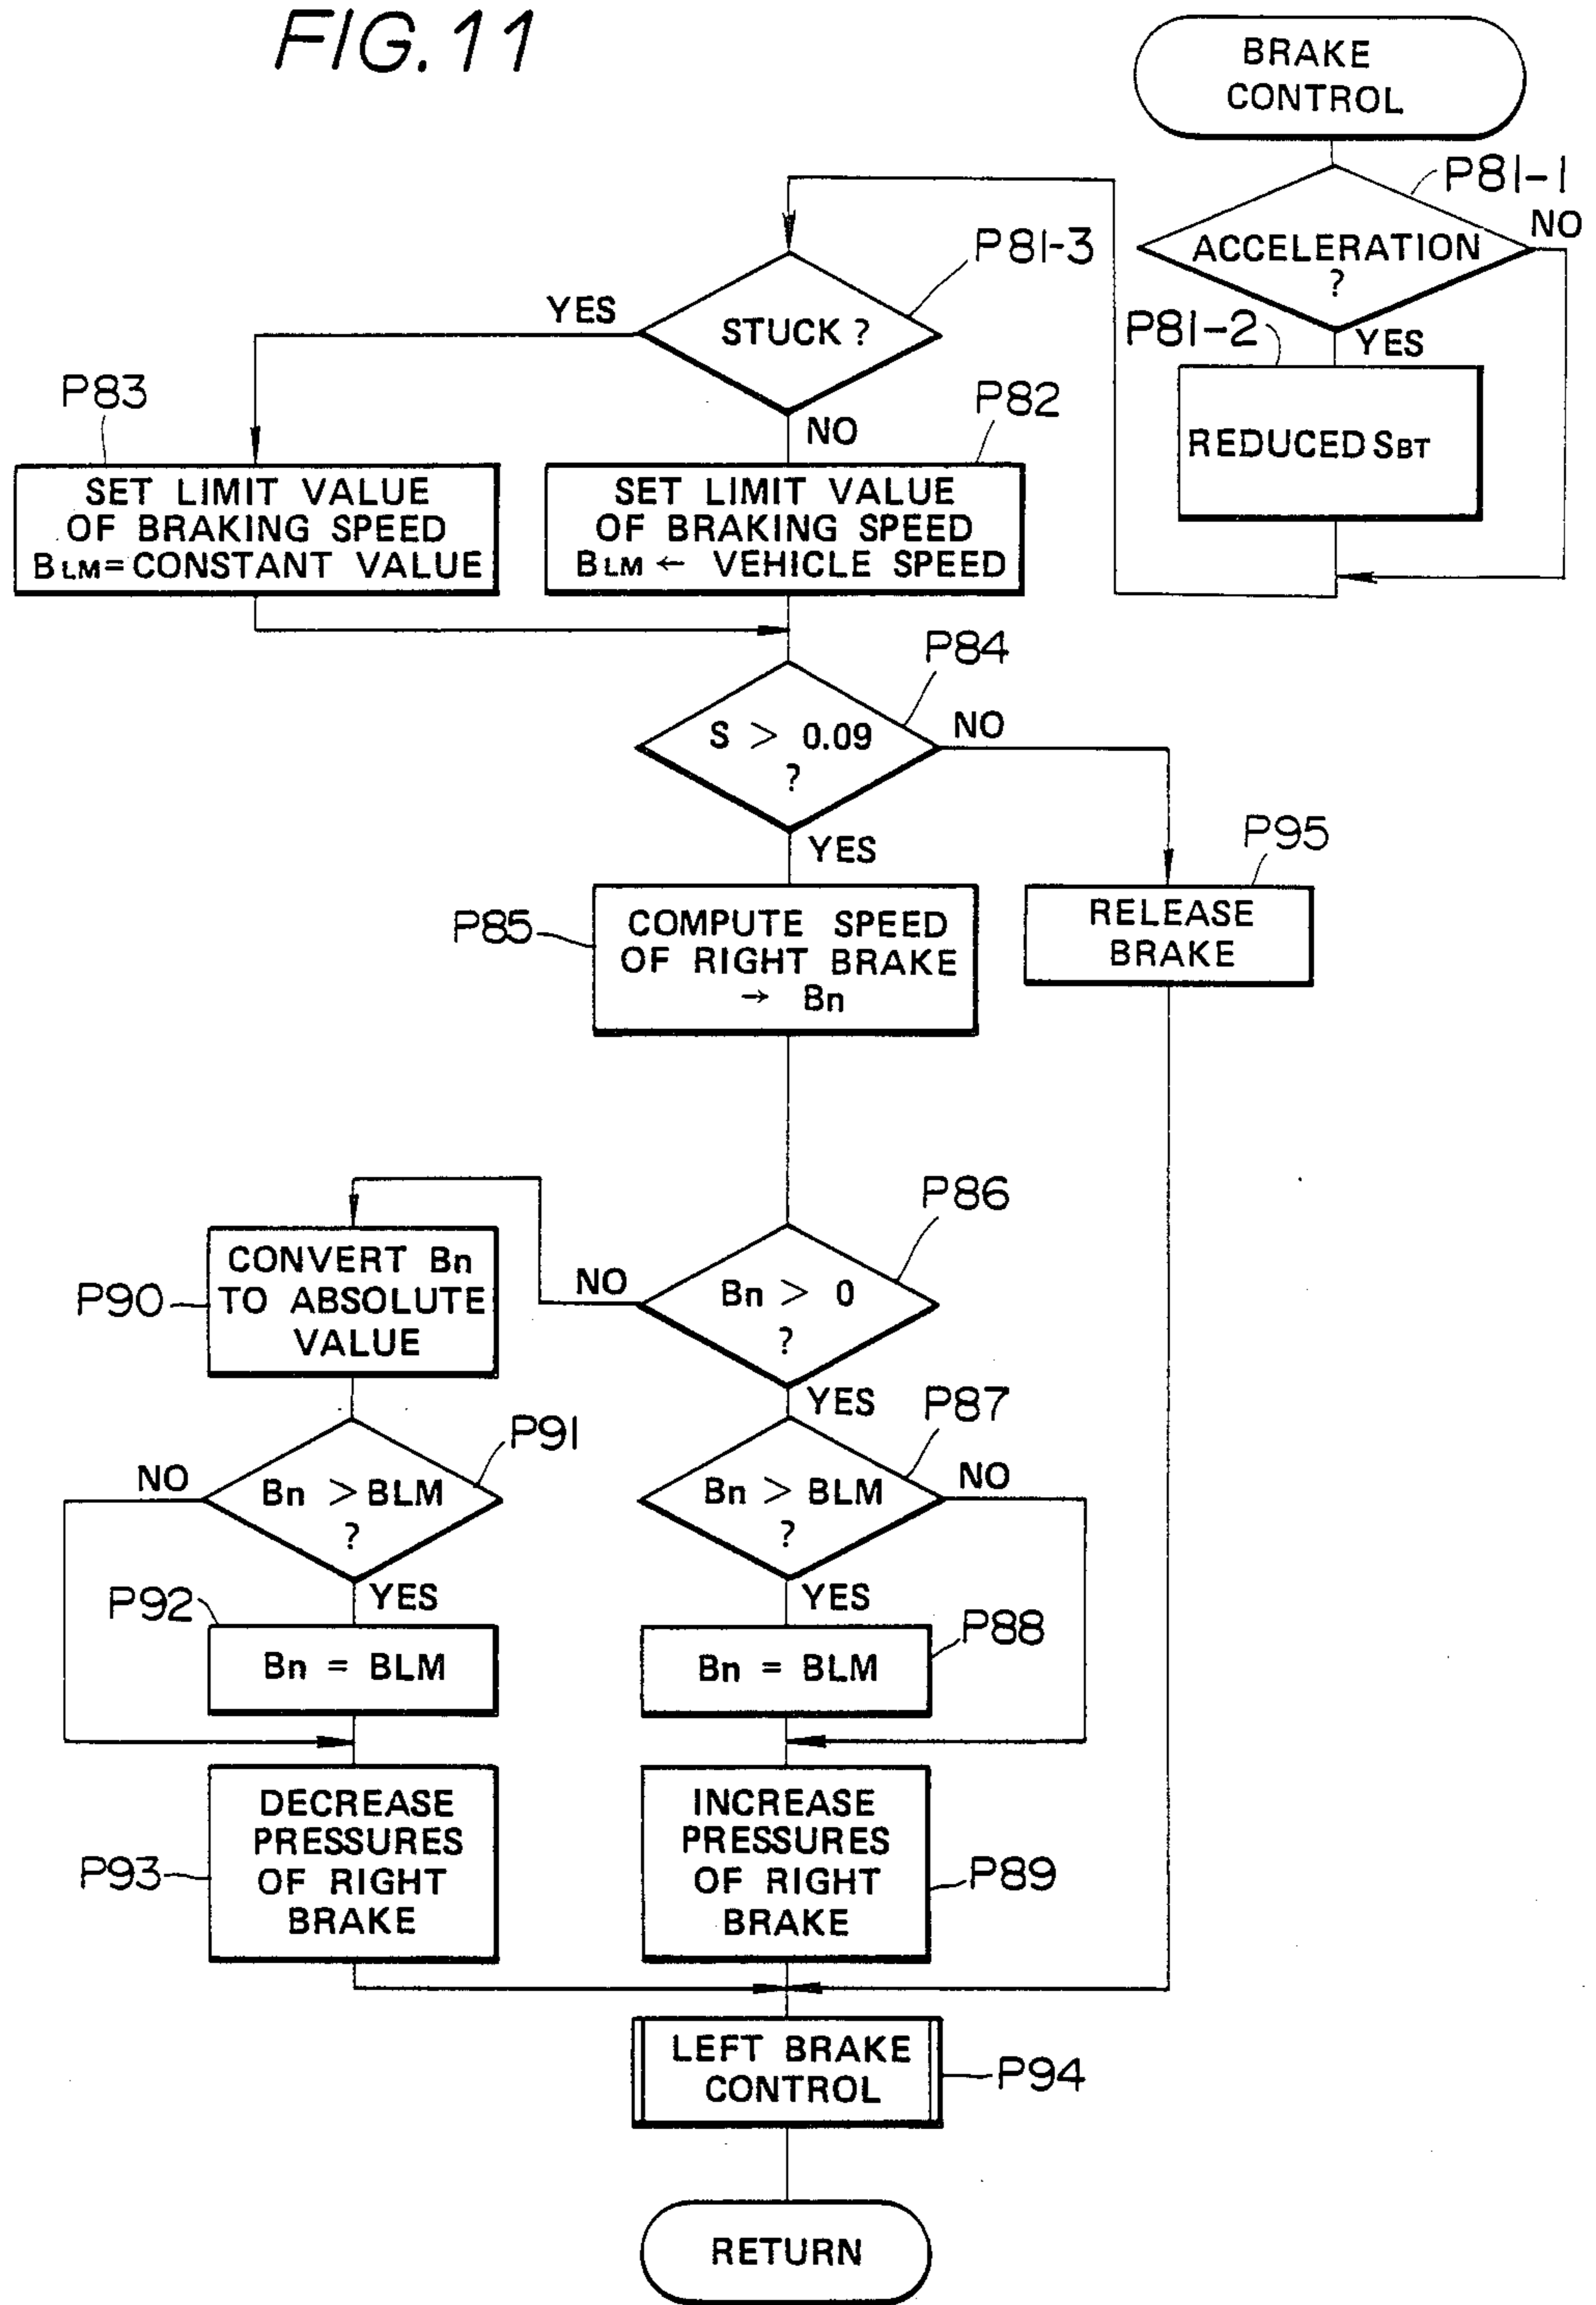 FIG. 11
BRAKE
CONTROL
P81-1
ACCELERATION
?
NO
YES
P81-2
REDUCED SBT
P81-3
STUCK ?
YES
NO
P83
SET LIMIT VALUE
OF BRAKING SPEED
BLM = CONSTANT VALUE
P82
SET LIMIT VALUE
OF BRAKING SPEED
BLM ← VEHICLE SPEED
P84
S > 0.09
?
NO
YES
P85
COMPUTE SPEED
OF RIGHT BRAKE
→ Bn
P95
RELEASE
BRAKE
P86
Bn > 0
?
NO
YES
P90
CONVERT Bn
TO ABSOLUTE
VALUE
P91
Bn > BLM
?
NO
YES
P87
Bn > BLM
?
NO
YES
P92
Bn = BLM
P88
Bn = BLM
P93
DECREASE
PRESSURES
OF RIGHT
BRAKE
P89
INCREASE
PRESSURES
OF RIGHT
BRAKE
LEFT BRAKE
CONTROL
P94
RETURN